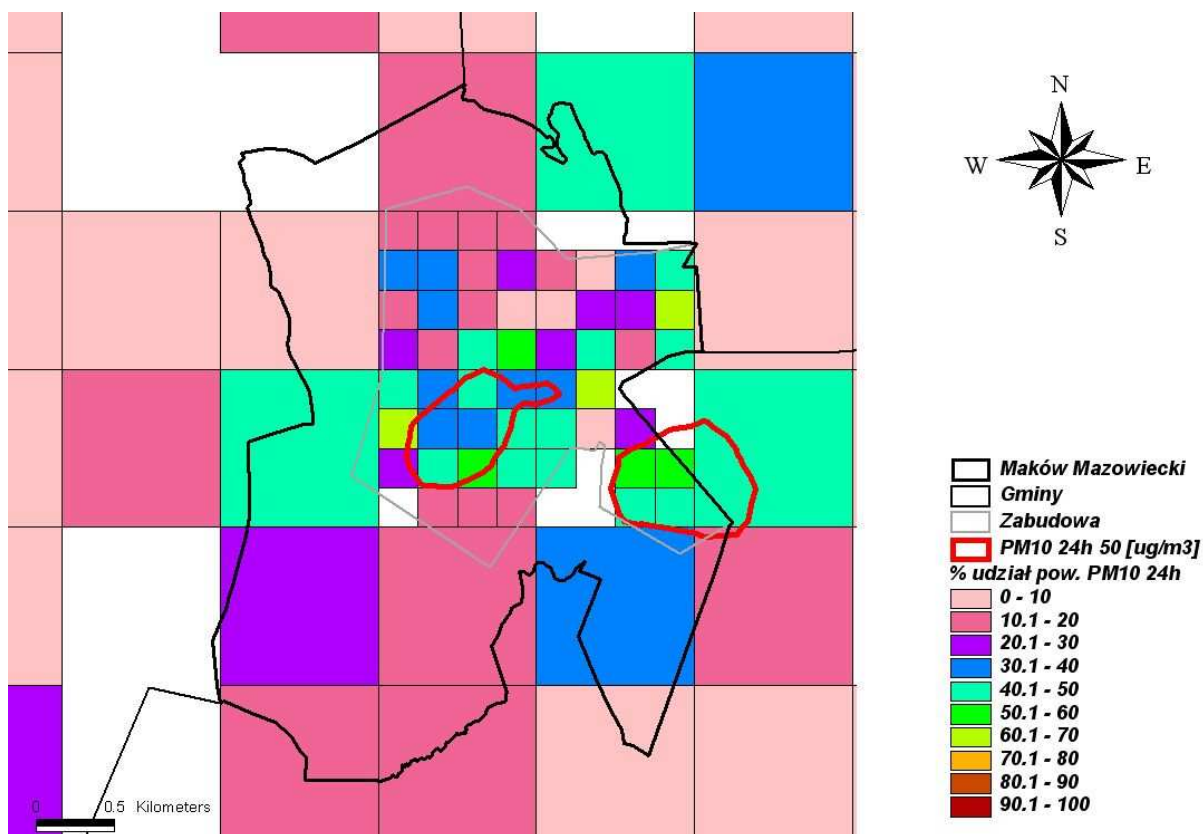 N
W E
S
Maków Mazowiecki
Gminy
Zabudowa
PM10 24h 50 [ug/m3]
% udział pow. PM10 24h
0 - 10
10.1 - 20
20.1 - 30
30.1 - 40
40.1 - 50
50.1 - 60
60.1 - 70
70.1 - 80
80.1 - 90
90.1 - 100
0 0.5 Kilometers